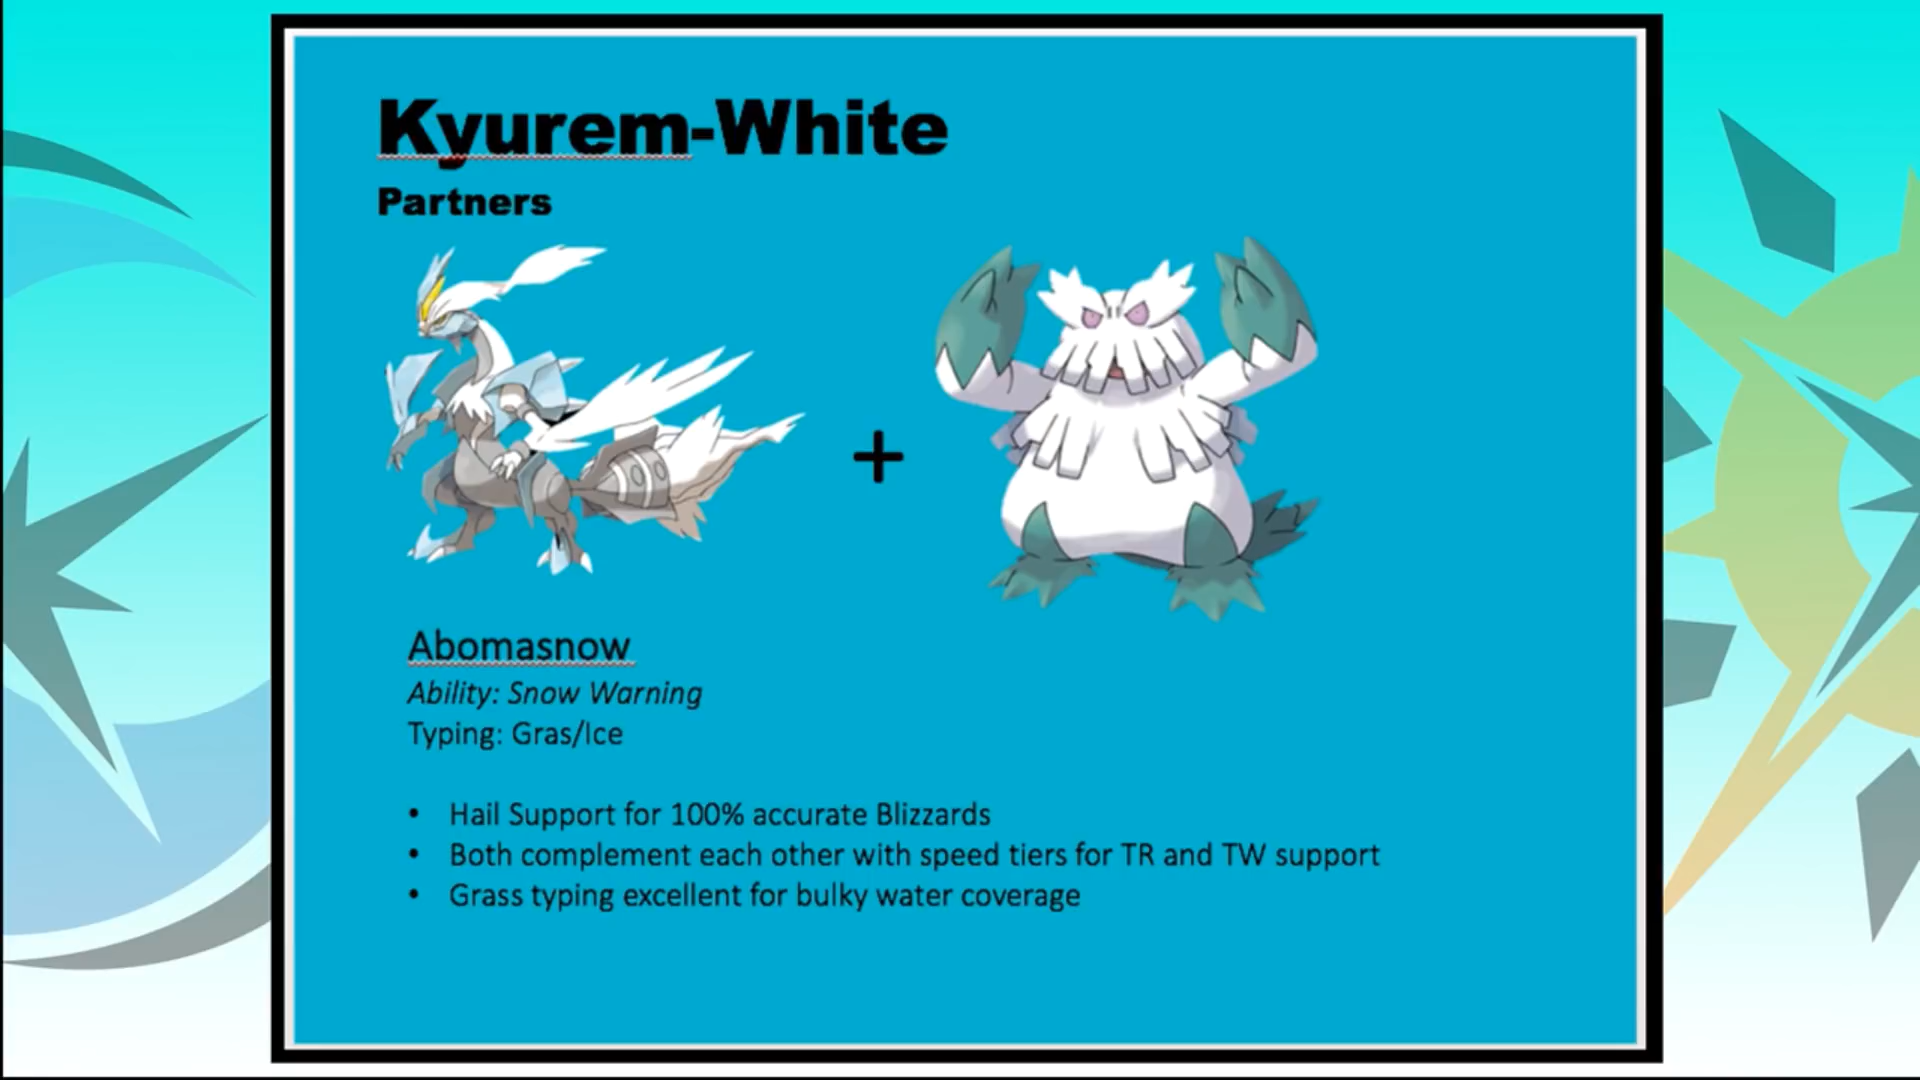 Kyurem-White
Partners
+
Abomasnow
Ability: Snow Warning
Typing: Gras/Ice
• Hail Support for 100% accurate Blizzards
• Both complement each other with speed tiers for TR and TW support
• Grass typing excellent for bulky water coverage